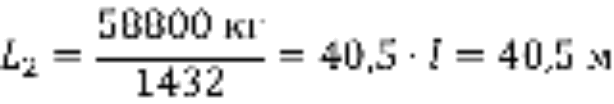 L₂ = 58800 кг / 1432 = 40,5 · l = 40,5 м